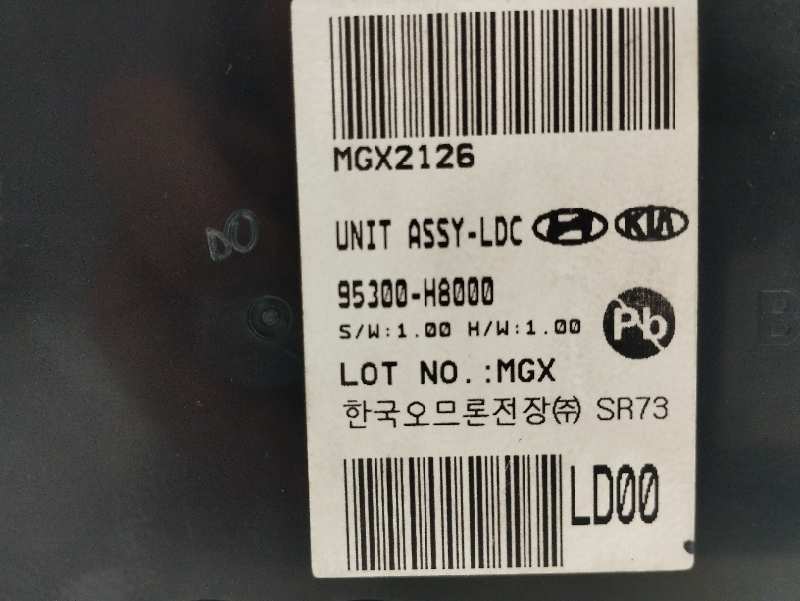 MGX2126
UNIT ASSY-LDC KIA
95300-H8000
S/W:1.00 H/W:1.00
Pb
LOT NO.:MGX
한국오므론전장㈜ SR73
LD00
DO
B